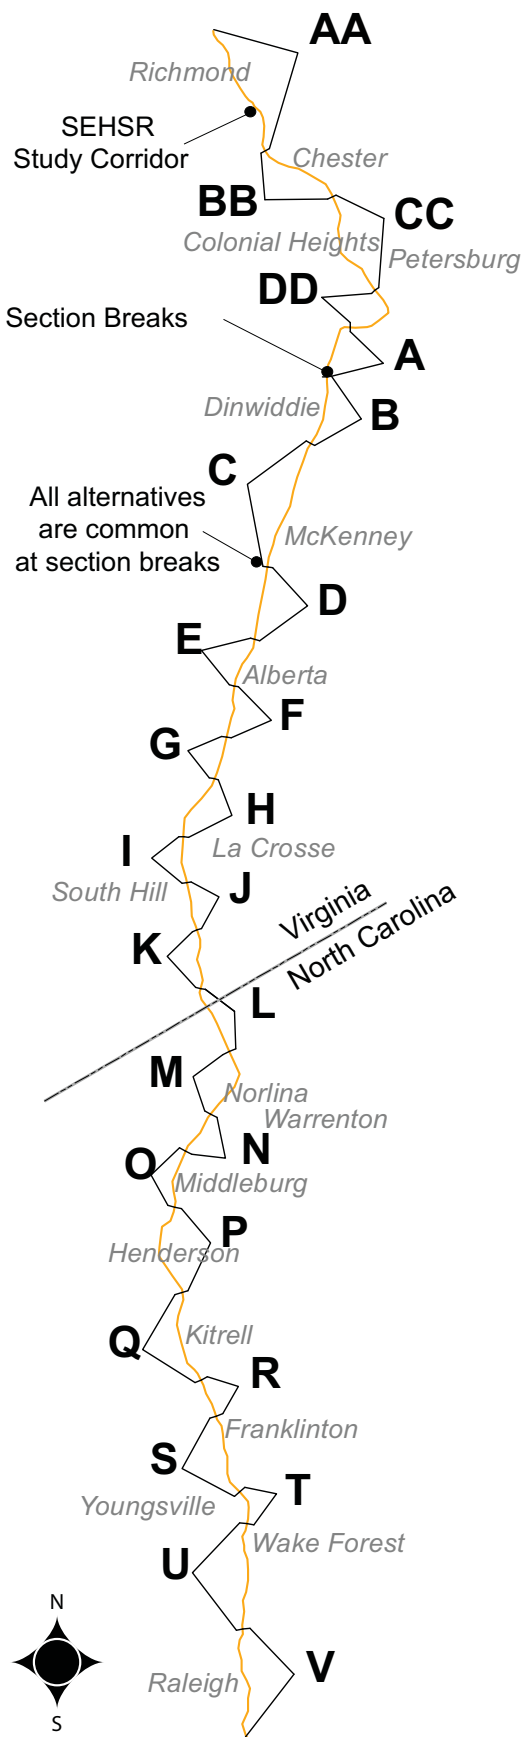 AA
Richmond
SEHSR
Study Corridor
Chester
BB
CC
Colonial Heights
Petersburg
DD
Section Breaks
A
Dinwiddie
B
C
All alternatives
are common
at section breaks
McKenney
D
E
Alberta
F
G
H
La Crosse
I
South Hill
J
Virginia
North Carolina
K
L
M
Norlina
Warrenton
N
O
Middleburg
P
Henderson
Q
Kitrell
R
Franklinton
S
T
Youngsville
Wake Forest
U
N
S
V
Raleigh